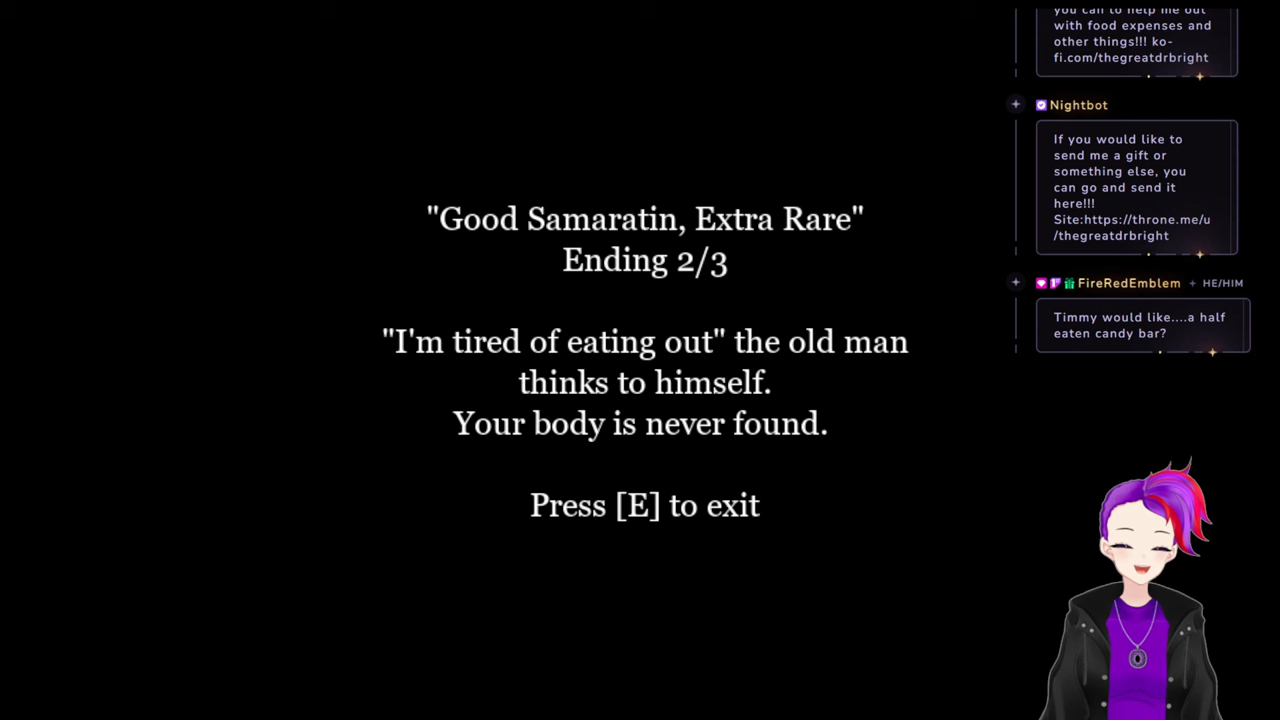 "Good Samaratin, Extra Rare"
Ending 2/3
"I'm tired of eating out" the old man
thinks to himself.
Your body is never found.
Press [E] to exit
you can to help me out
with food expenses and
other things!!! ko-
fi.com/thegreatdrbright
Nightbot
If you would like to
send me a gift or
something else, you
can go and send it
here!!!
Site:https://throne.me/u
/thegreatdrbright
FireRedEmblem HE/HIM
Timmy would like....a half
eaten candy bar?